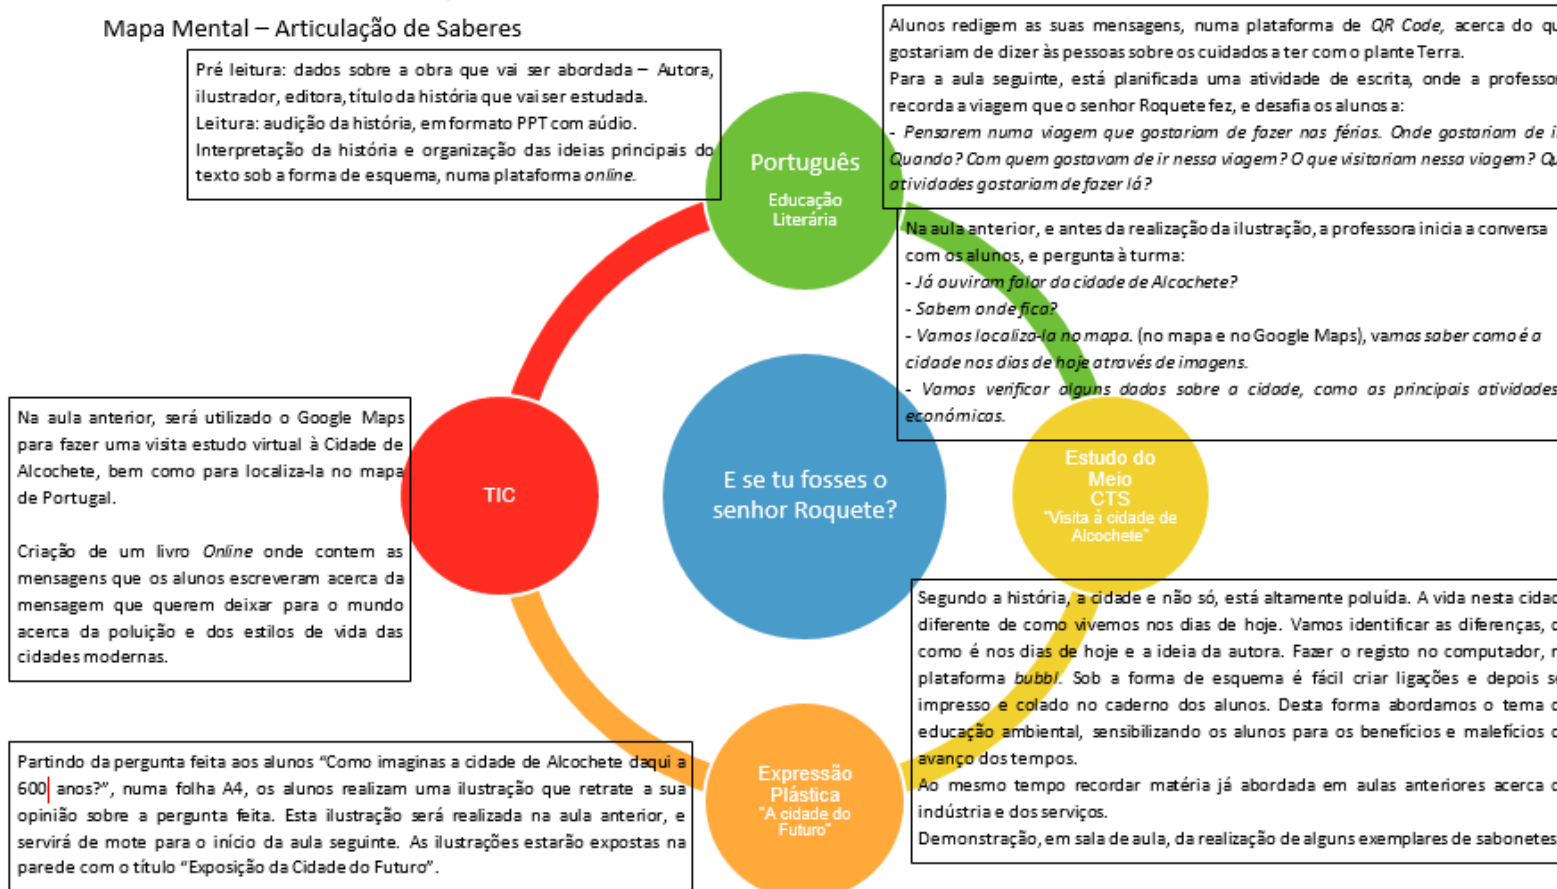 Mapa Mental – Articulação de Saberes
Pré leitura: dados sobre a obra que vai ser abordada – Autora,
ilustrador, editora, título da história que vai ser estudada.
Leitura: audição da história, em formato PPT com aúdio.
Interpretação da história e organização das ideias principais do
texto sob a forma de esquema, numa plataforma online.
Alunos redigem as suas mensagens, numa plataforma de QR Code, acerca do
gostariam de dizer às pessoas sobre os cuidados a ter com o plante Terra.
Para a aula seguinte, está planificada uma atividade de escrita, onde a
recorda a viagem que o senhor Roquete fez, e desafia os alunos a:
- Pensarem numa viagem que gostariam de fazer nas férias. Onde gostariam de
Quando? Com quem gostavam de ir nessa viagem? O que visitariam nessa viagem?
atividades gostariam de fazer lá?
Português
Educação
Literária
Na aula anterior, e antes da realização da ilustração, a professora inicia a conversa
com os alunos, e pergunta à turma:
- Já ouviram falar da cidade de Alcochete?
- Sabem onde fica?
- Vamos localiza-la no mapa. (no mapa e no Google Maps), vamos saber como é a
cidade nos dias de hoje através de imagens.
- Vamos verificar alguns dados sobre a cidade, como as principais atividades
económicas.
Na aula anterior, será utilizado o Google Maps
para fazer uma visita estudo virtual à Cidade de
Alcochete, bem como para localiza-la no mapa
de Portugal.
Criação de um livro Online onde contem as
mensagens que os alunos escreveram acerca da
mensagem que querem deixar para o mundo
acerca da poluição e dos estilos de vida das
cidades modernas.
TIC
E se tu fosses o
senhor Roquete?
Estudo do
Meio
CTS
"Visita à cidade de
Alcochete"
Segundo a história, a cidade e não só, está altamente poluída. A vida nesta
diferente de como vivemos nos dias de hoje. Vamos identificar as diferenças,
como é nos dias de hoje e a ideia da autora. Fazer o registo no computador,
plataforma bubbl. Sob a forma de esquema é fácil criar ligações e depois
impresso e colado no caderno dos alunos. Desta forma abordamos o tema
educação ambiental, sensibilizando os alunos para os benefícios e malefícios
avanço dos tempos.
Ao mesmo tempo recordar matéria já abordada em aulas anteriores acerca
indústria e dos serviços.
Demonstração, em sala de aula, da realização de alguns exemplares de sabonetes
Partindo da pergunta feita aos alunos “Como imaginas a cidade de Alcochete daqui a
600 anos?”, numa folha A4, os alunos realizam uma ilustração que retrate a sua
opinião sobre a pergunta feita. Esta ilustração será realizada na aula anterior, e
servirá de mote para o início da aula seguinte. As ilustrações estarão expostas na
parede com o título “Exposição da Cidade do Futuro”.
Expressão
Plástica
"A cidade do
Futuro"